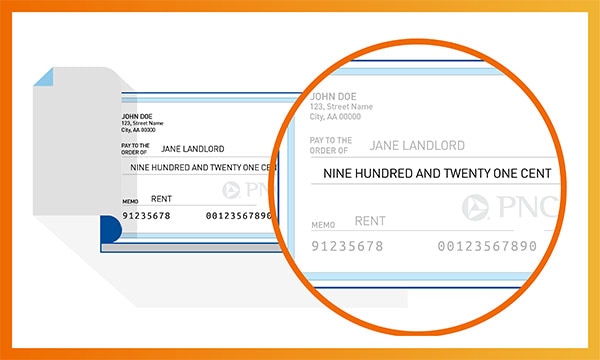 JOHN DOE
123, Street Name
City, AA 00000
PAY TO THE
ORDER OF JANE LANDLORD
NINE HUNDRED AND TWENTY ONE CENT
MEMO RENT
91235678 00123567890
JOHN DOE
123, Street Name
City, AA 00000
PAY TO THE
ORDER OF JANE LANDLORD
NINE HUNDRED AND TWENTY ONE CENT
PNC
MEMO RENT
91235678 00123567890